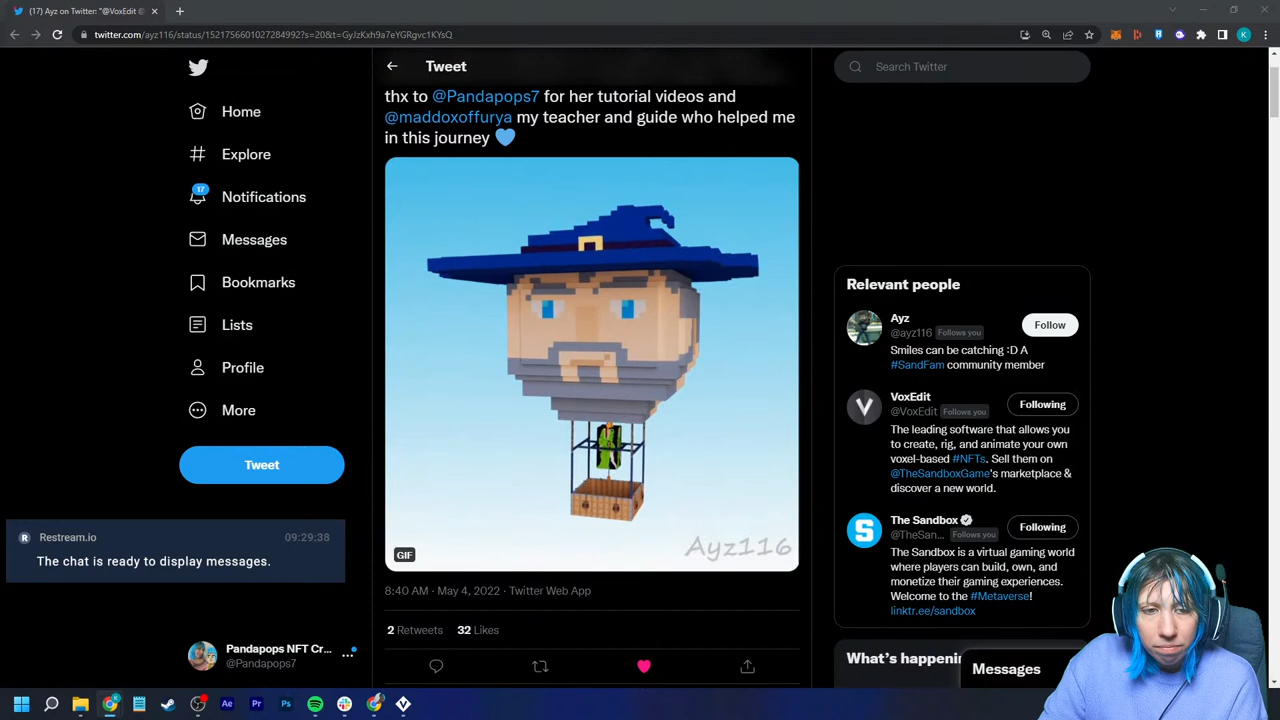 (17) Ayz on Twitter: "@VoxEdit @
twitter.com/ayz116/status/1521756601027284992?s=20&t=GyJzKxh9a7eYGRgvc1KYsQ
K
Home
Explore
17
Notifications
Messages
Bookmarks
Lists
Profile
More
Tweet
R Restream.io 09:29:38
The chat is ready to display messages.
Pandapops NFT Cr...
@Pandapops7
Tweet
thx to @Pandapops7 for her tutorial videos and
@maddoxoffurya my teacher and guide who helped me
in this journey 💙
GIF
Ayz116
8:40 AM · May 4, 2022 · Twitter Web App
2 Retweets 32 Likes
Search Twitter
Relevant people
Ayz
@ayz116 Follows you
Follow
Smiles can be catching :D A
#SandFam community member
VoxEdit
@VoxEdit Follows you
Following
The leading software that allows you
to create, rig, and animate your own
voxel-based #NFTs. Sell them on
@TheSandboxGame's marketplace &
discover a new world.
The Sandbox
@TheSan... Follows you
Following
The Sandbox is a virtual gaming world
where players can build, own, and
monetize their gaming experiences.
Welcome to the #Metaverse!
linktr.ee/sandbox
What's happenin
Messages
Ae
Pr
Ps